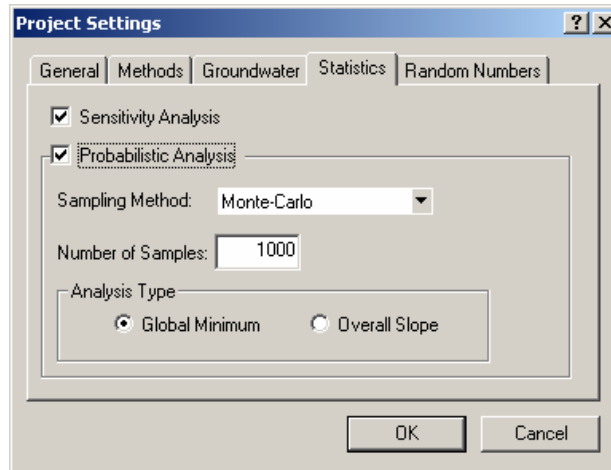 Project Settings
General Methods Groundwater Statistics Random Numbers
Sensitivity Analysis
Probabilistic Analysis
Sampling Method: Monte-Carlo
Number of Samples: 1000
Analysis Type
Global Minimum Overall Slope
OK Cancel